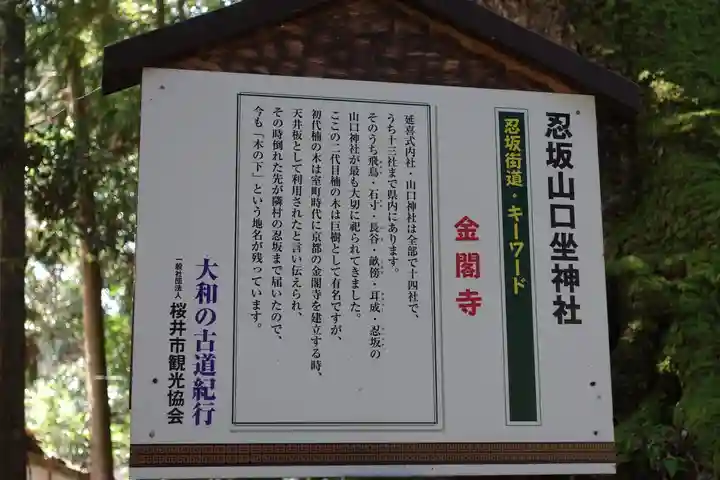 忍坂山口坐神社
忍坂街道・キーワード
金閣寺
延喜式内社・山口神社は全部で十四社で、
うち十三社まで県内にあります。
そのうち飛鳥・石寸・長谷・畝傍・耳成・忍坂の
山口神社が最も大切に祀られてきました。
ここの二代目楠の木は巨樹として有名ですが、
初代楠の木は室町時代に京都の金閣寺を建立する時、
天井板として利用されたと言い伝えられ、
その時倒れた先が隣村の忍坂まで届いたので、
今も「木の下」という地名が残っています。
大和の古道紀行
一般社団法人 桜井市観光協会